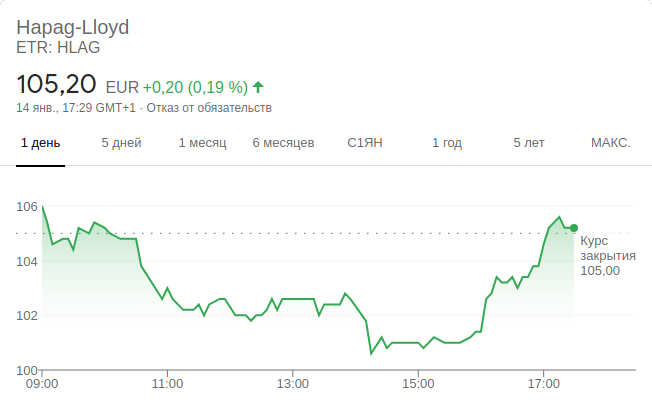 Hapag-Lloyd
ETR: HLAG
105,20 EUR +0,20 (0,19 %)
14 янв., 17:29 GMT+1 · Отказ от обязательств
1 день 5 дней 1 месяц 6 месяцев С1ЯН 1 год 5 лет МАКС.
106
104
102
100
Курс
закрытия
105,00
09:00 11:00 13:00 15:00 17:00